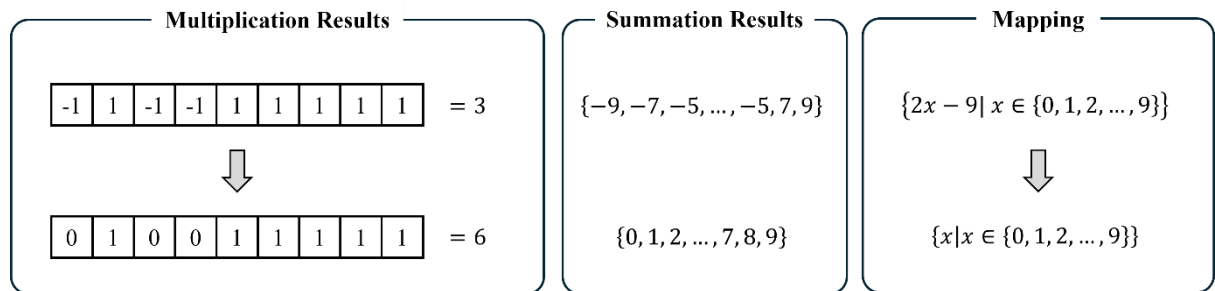 Multiplication Results
-1 1 -1 -1 1 1 1 1 1 = 3
0 1 0 0 1 1 1 1 1 = 6
Summation Results
{−9, −7, −5, ..., −5, 7, 9}
{0, 1, 2, ..., 7, 8, 9}
Mapping
{2x − 9| x ∈ {0, 1, 2, ..., 9}}
{x|x ∈ {0, 1, 2, ..., 9}}